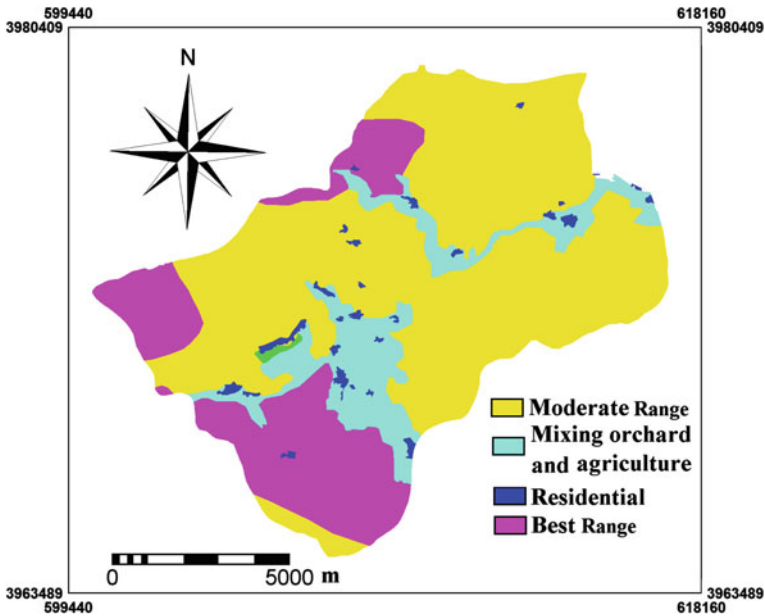 599440 618160
3980409 3980409
N
Moderate Range
Mixing orchard
and agriculture
Residential
Best Range
0 5000 m
3963489 3963489
599440 618160